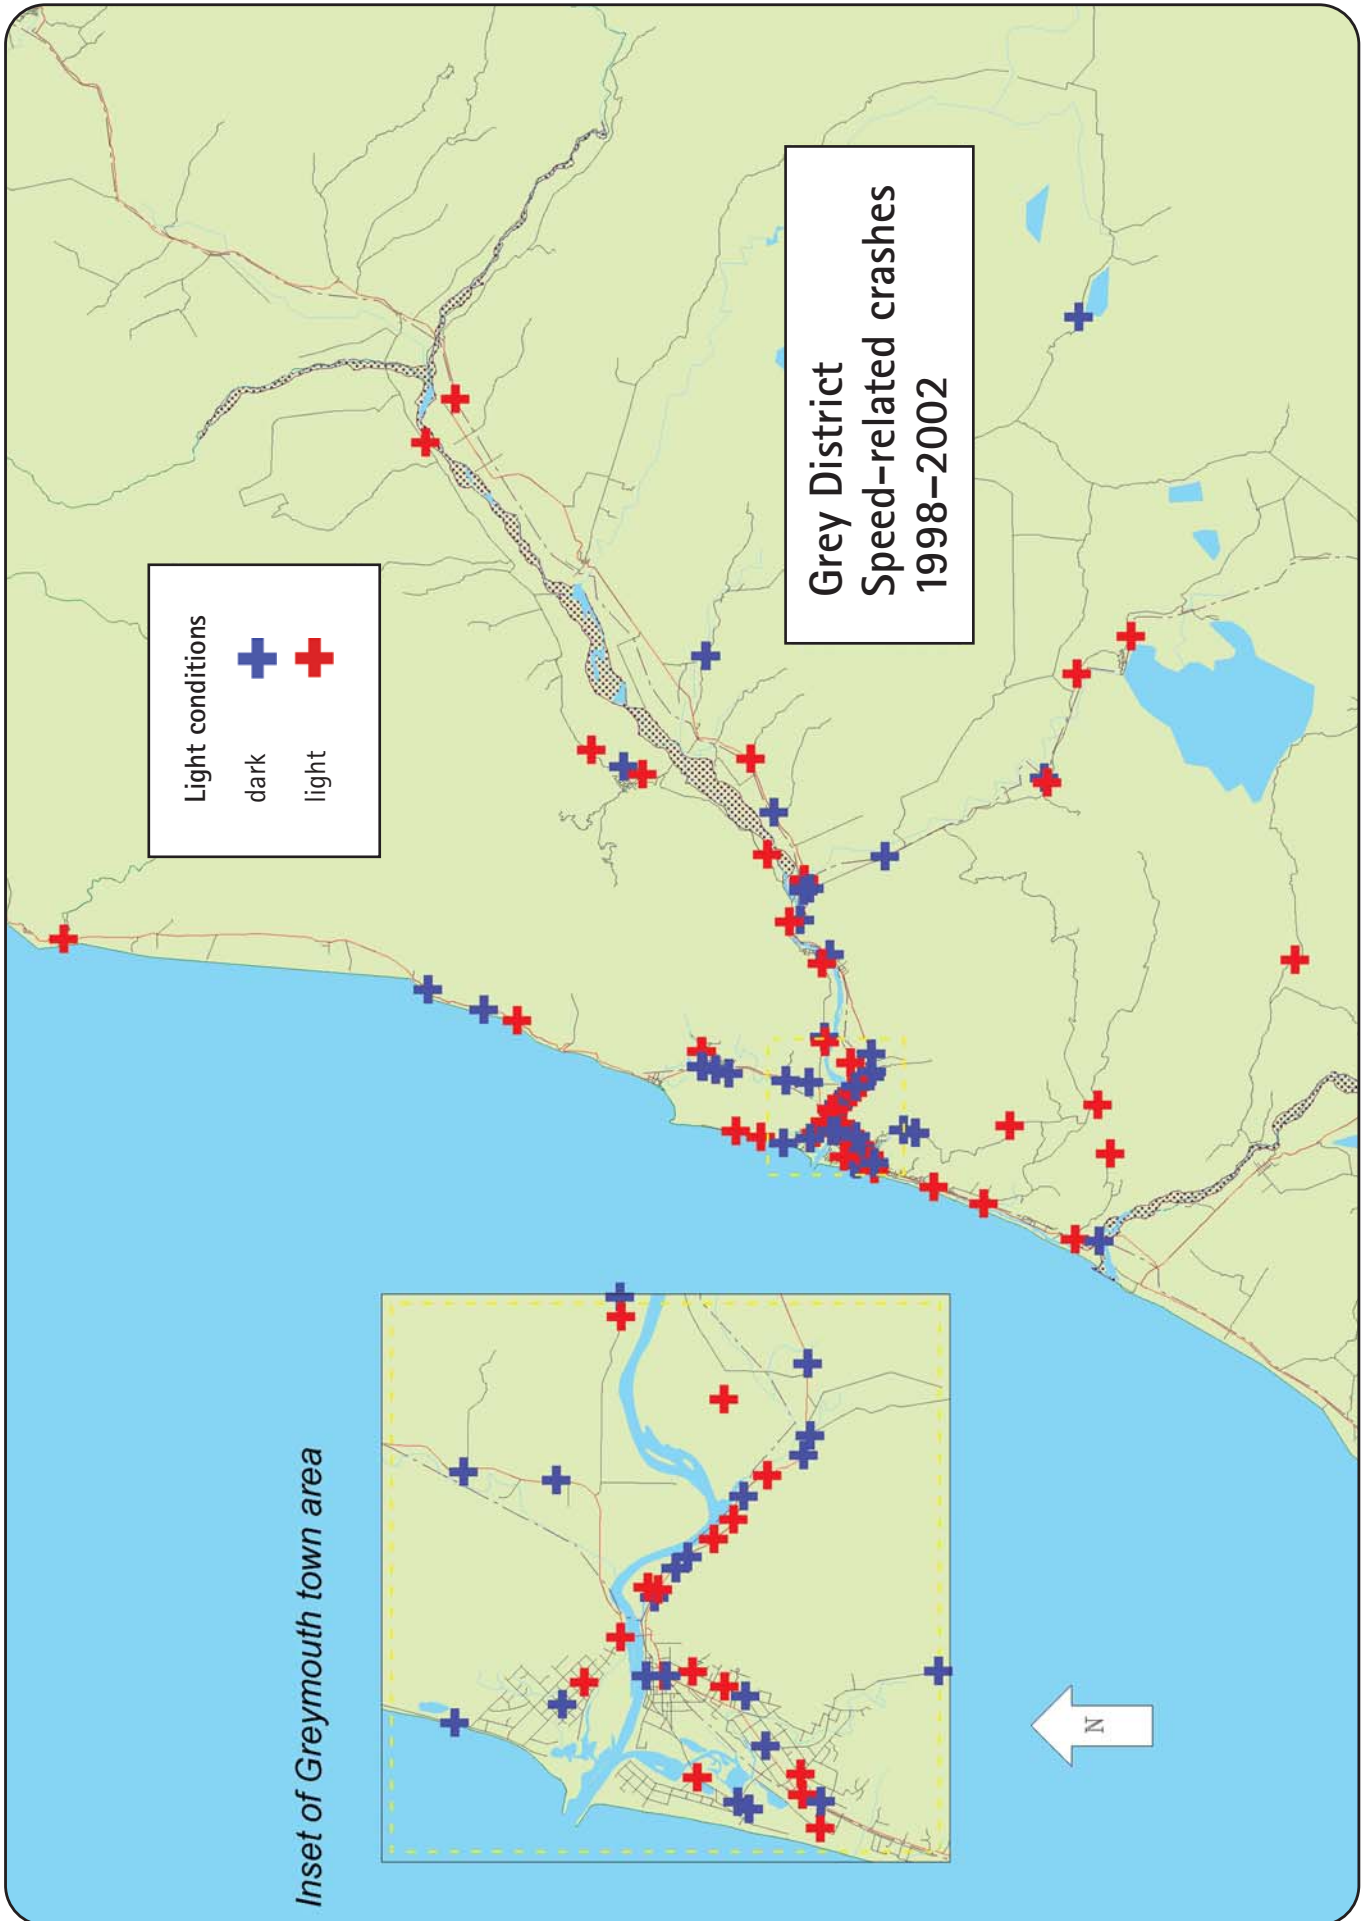 Grey District
Speed-related crashes
1998–2002
Light conditions
dark
light
Inset of Greymouth town area
N